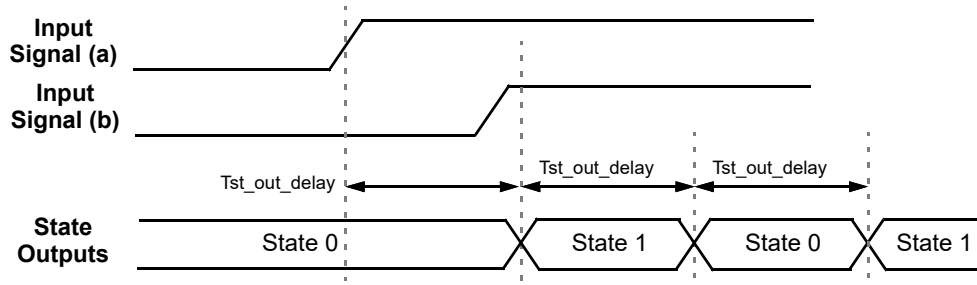 Input
Signal (a)
Input
Signal (b)
Tst_out_delay
Tst_out_delay
Tst_out_delay
State
Outputs
State 0
State 1
State 0
State 1